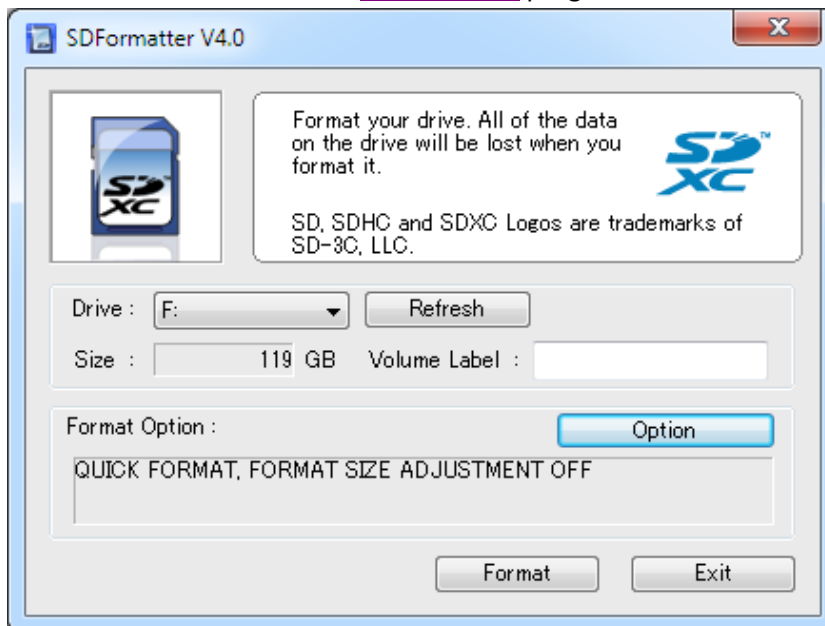 SDFormatter V4.0
SD
XC
Format your drive. All of the data
on the drive will be lost when you
format it.
SD XC™
SD, SDHC and SDXC Logos are trademarks of
SD-3C, LLC.
Drive : F: Refresh
Size : 119 GB Volume Label :
Format Option : Option
QUICK FORMAT, FORMAT SIZE ADJUSTMENT OFF
Format Exit